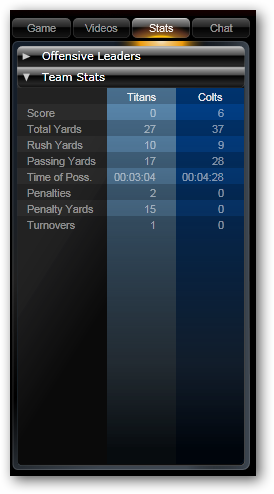 Game Videos Stats Chat
Offensive Leaders
Team Stats
Titans Colts
Score 0 6
Total Yards 27 37
Rush Yards 10 9
Passing Yards 17 28
Time of Poss. 00:03:04 00:04:28
Penalties 2 0
Penalty Yards 15 0
Turnovers 1 0